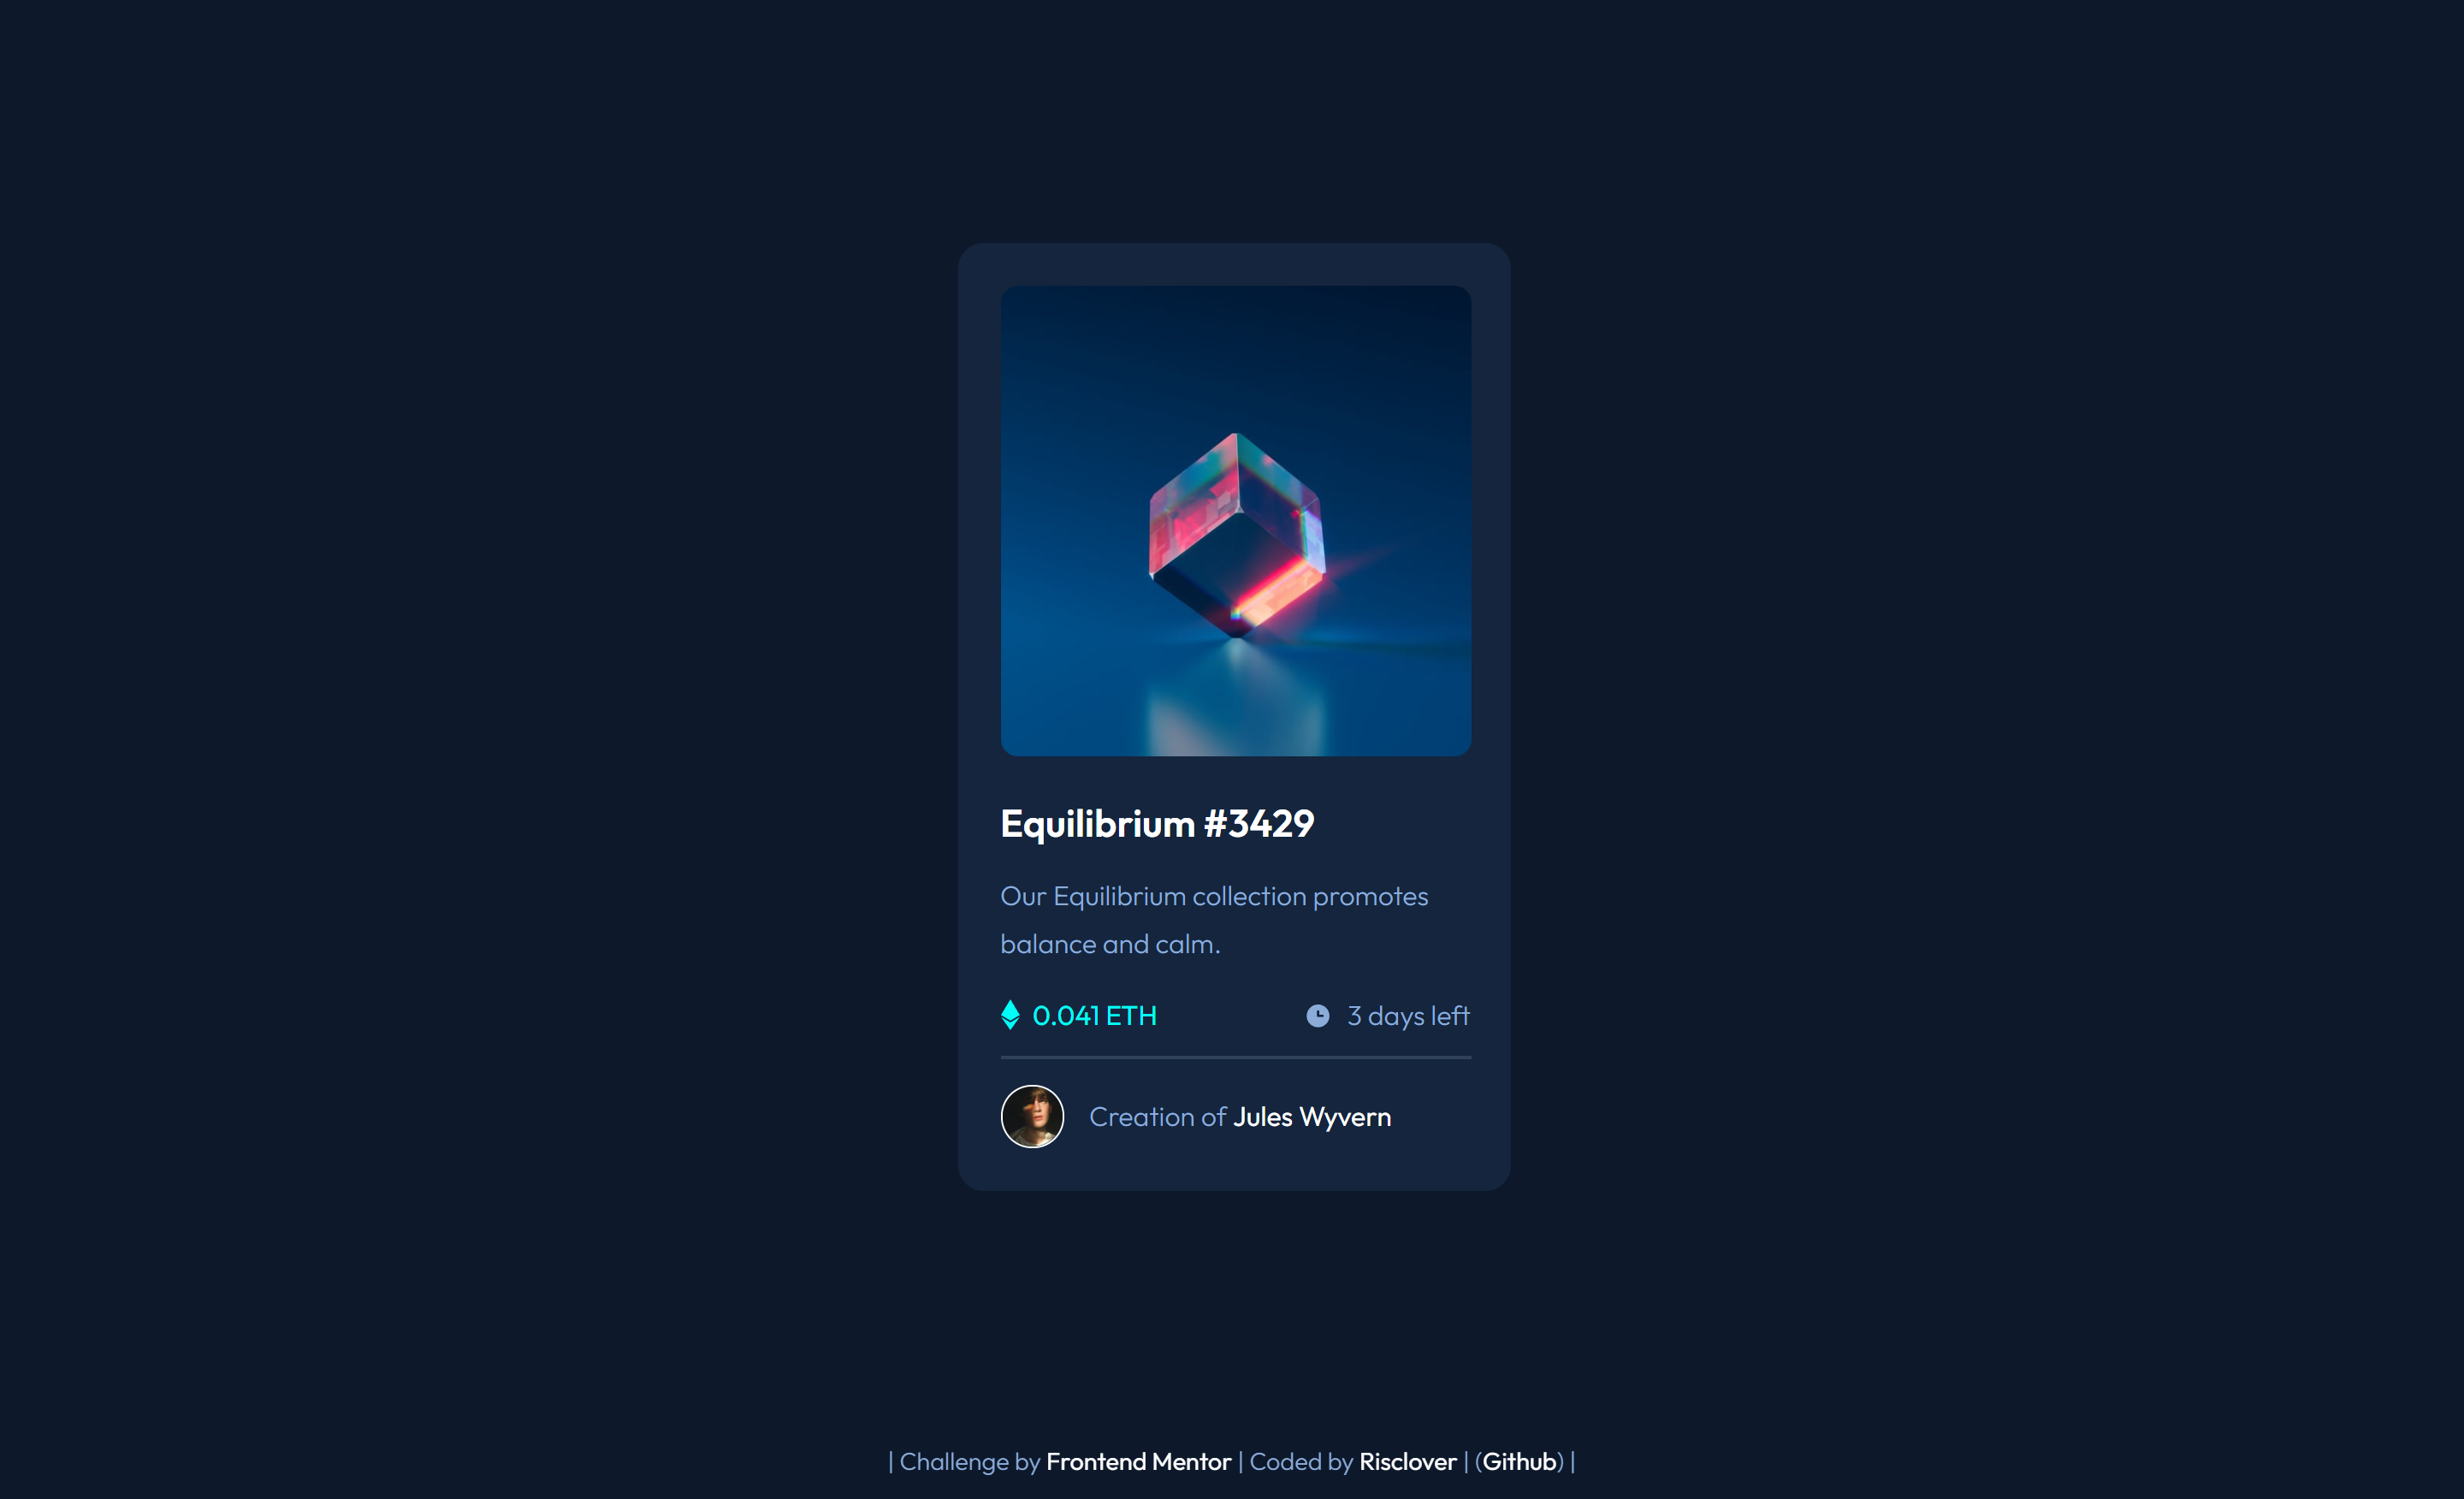 Equilibrium #3429
Our Equilibrium collection promotes
balance and calm.
0.041 ETH 3 days left
Creation of Jules Wyvern
| Challenge by Frontend Mentor | Coded by Risclover | (Github) |